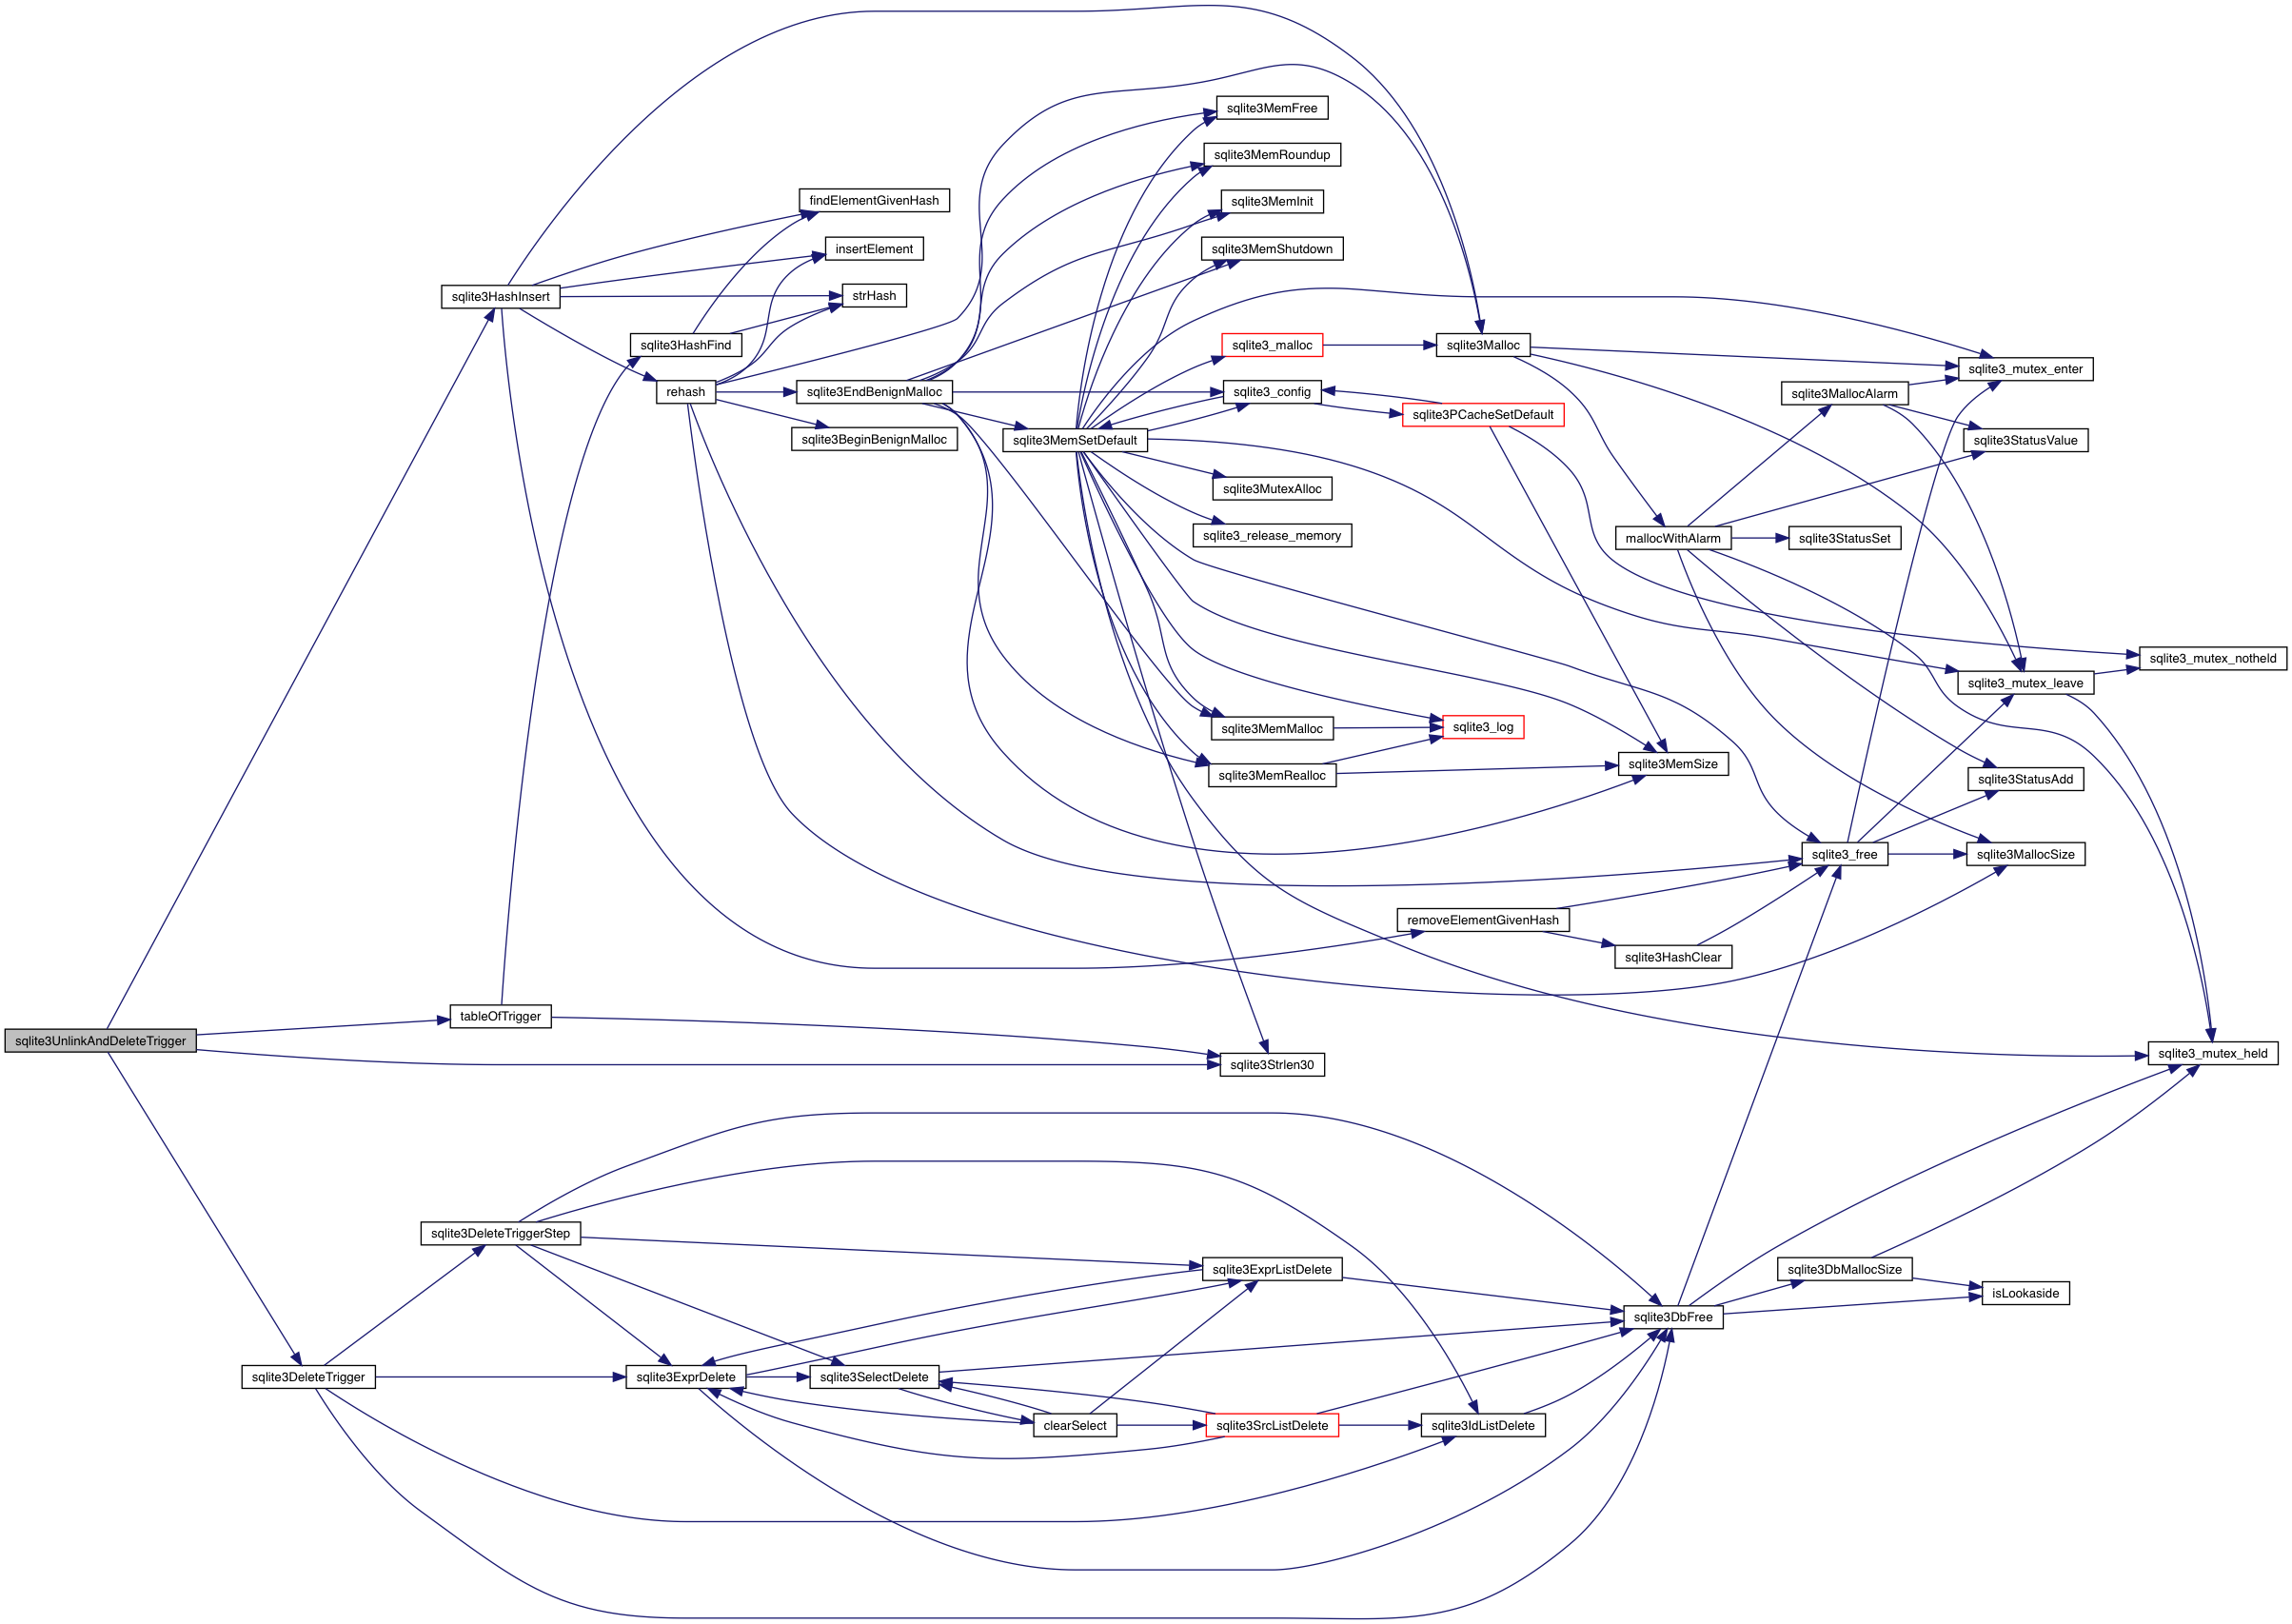 sqlite3MemFree
sqlite3MemRoundup
findElementGivenHash
sqlite3MemInit
insertElement
sqlite3MemShutdown
sqlite3HashInsert
strHash
sqlite3HashFind
sqlite3_malloc
sqlite3Malloc
sqlite3_mutex_enter
rehash
sqlite3EndBenignMalloc
sqlite3_config
sqlite3MallocAlarm
sqlite3PCacheSetDefault
sqlite3BeginBenignMalloc
sqlite3MemSetDefault
sqlite3StatusValue
sqlite3MutexAlloc
sqlite3_release_memory
mallocWithAlarm
sqlite3StatusSet
sqlite3_mutex_notheld
sqlite3_mutex_leave
sqlite3MemMalloc
sqlite3_log
sqlite3MemRealloc
sqlite3MemSize
sqlite3StatusAdd
sqlite3_free
sqlite3MallocSize
removeElementGivenHash
sqlite3HashClear
tableOfTrigger
sqlite3UnlinkAndDeleteTrigger
sqlite3Strlen30
sqlite3_mutex_held
sqlite3DeleteTriggerStep
sqlite3ExprListDelete
sqlite3DbMallocSize
isLookaside
sqlite3DbFree
sqlite3DeleteTrigger
sqlite3ExprDelete
sqlite3SelectDelete
clearSelect
sqlite3SrcListDelete
sqlite3IdListDelete